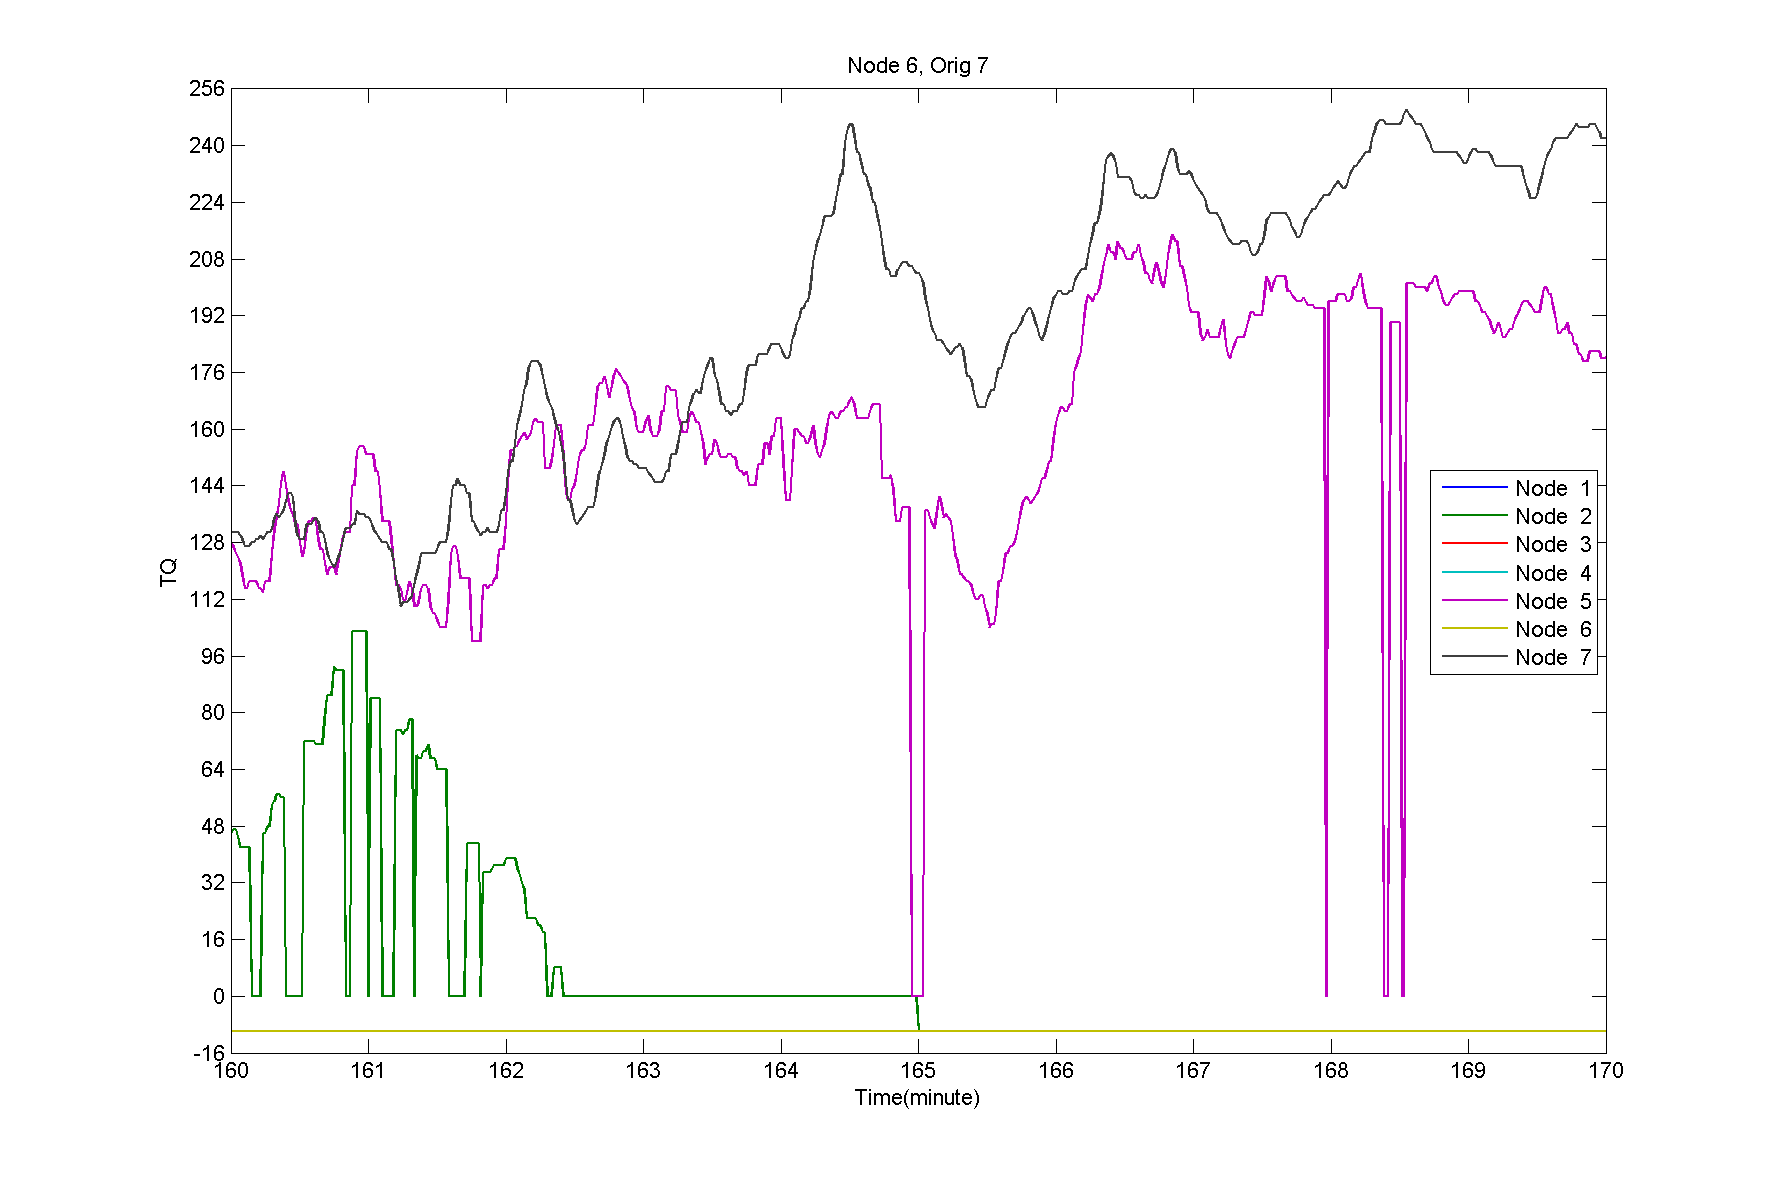 Node 6, Orig 7
256
240
224
208
192
176
160
144
128
112
96
80
64
48
32
16
0
-16
TQ
Node 1
Node 2
Node 3
Node 4
Node 5
Node 6
Node 7
160 161 162 163 164 165 166 167 168 169 170
Time(minute)